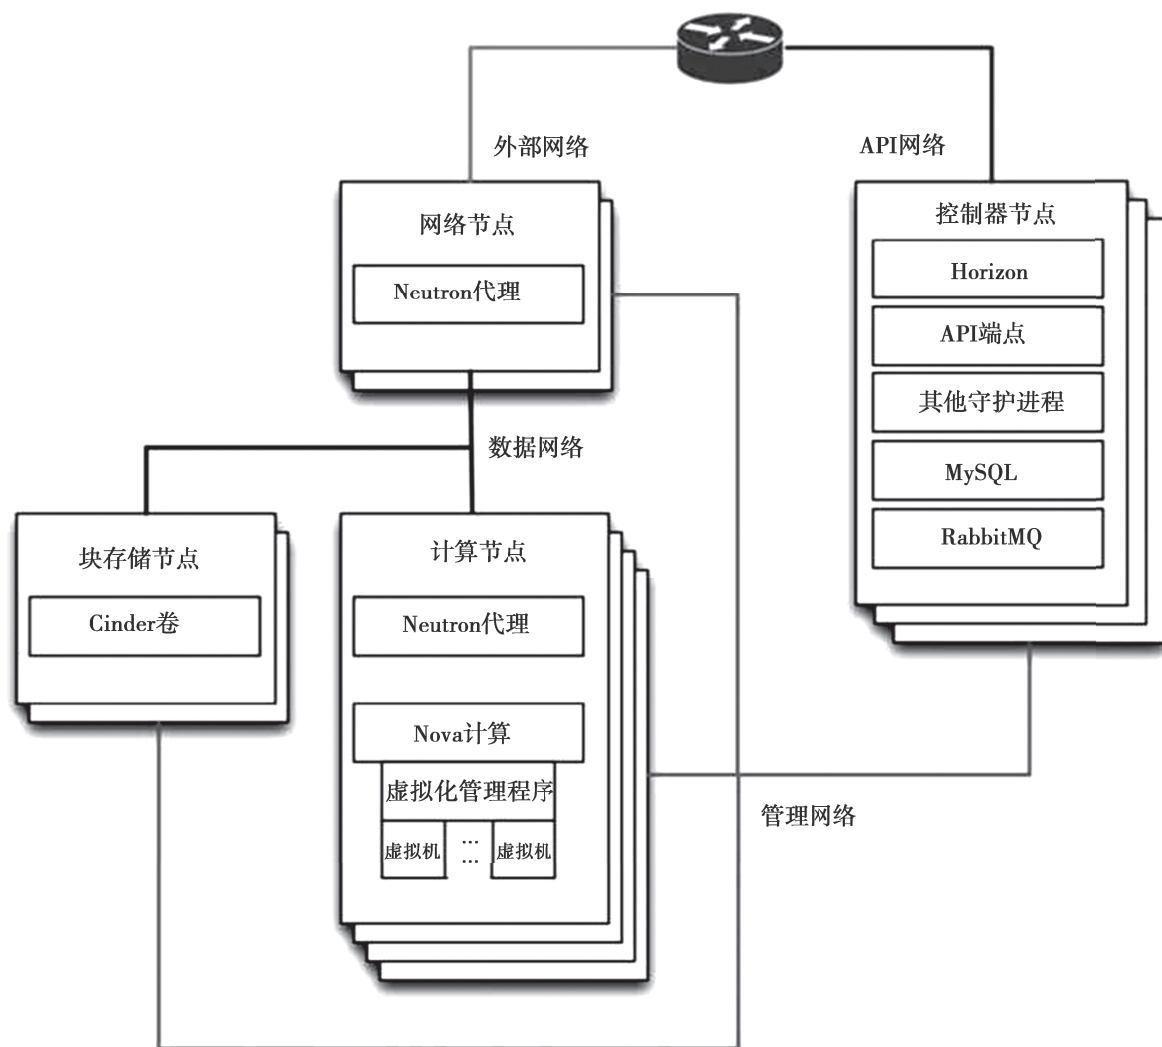 外部网络
API网络
网络节点
Neutron代理
控制器节点
Horizon
API端点
其他守护进程
MySQL
RabbitMQ
数据网络
块存储节点
Cinder卷
计算节点
Neutron代理
Nova计算
虚拟化管理程序
虚拟机
...
...
虚拟机
管理网络